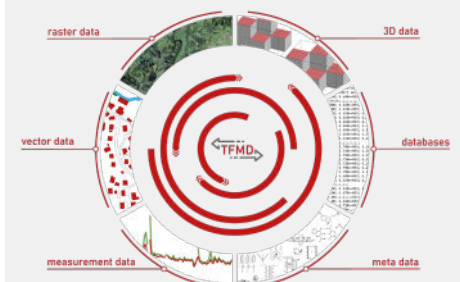 raster data
3D data
vector data
TFMD
databases
measurement data
meta data